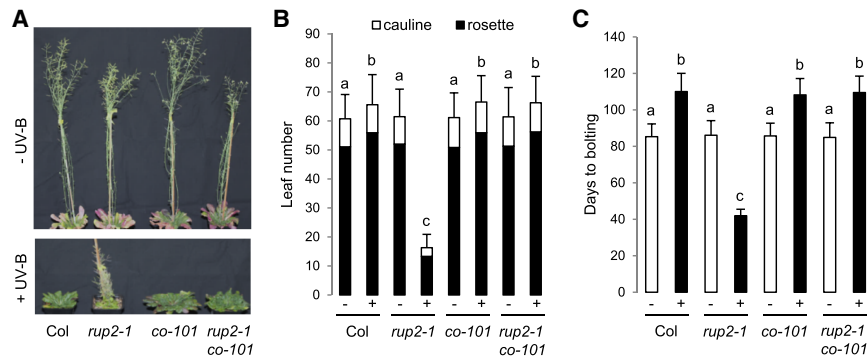 A
- UV-B
+ UV-B
Col rup2-1 co-101 rup2-1
co-101
B
cauline rosette
Leaf number
90
80
70
60
50
40
30
20
10
0
a b a c a b a b
- + - + - + - +
Col rup2-1 co-101 rup2-1
co-101
C
Days to bolting
140
120
100
80
60
40
20
0
a b a c a b a b
- + - + - + - +
Col rup2-1 co-101 rup2-1
co-101